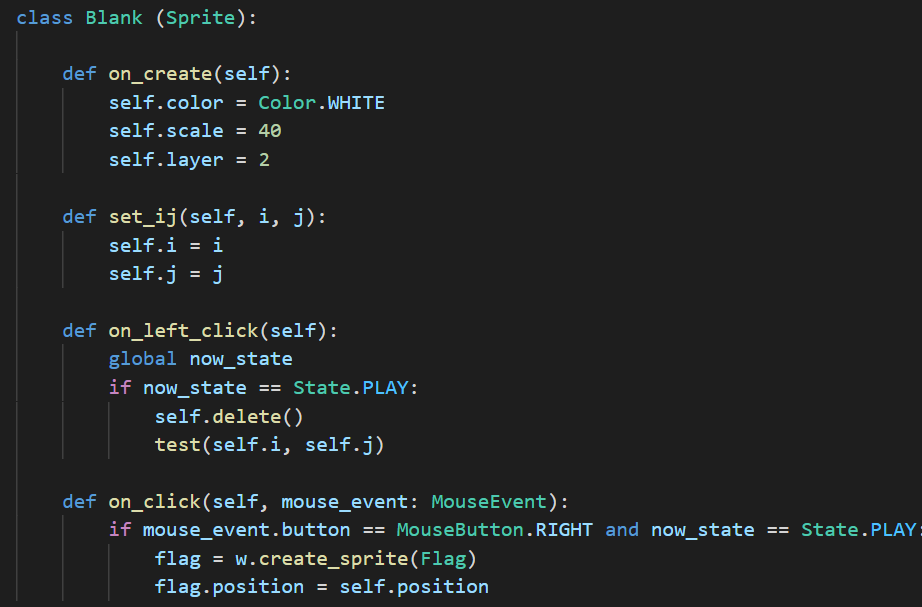 class Blank (Sprite):
def on_create(self):
self.color = Color.WHITE
self.scale = 40
self.layer = 2
def set_ij(self, i, j):
self.i = i
self.j = j
def on_left_click(self):
global now_state
if now_state == State.PLAY:
self.delete()
test(self.i, self.j)
def on_click(self, mouse_event: MouseEvent):
if mouse_event.button == MouseButton.RIGHT and now_state == State.PLAY:
flag = w.create_sprite(Flag)
flag.position = self.position